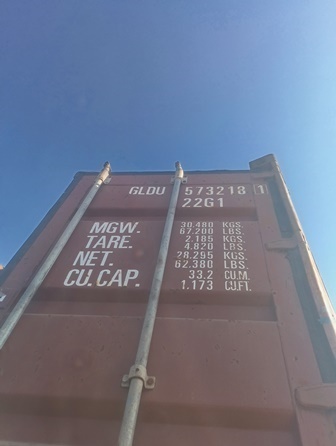 GLDU 573218 1
22G1
MGW. 30.480 KGS.
67.200 LBS.
TARE. 2.185 KGS.
4.820 LBS.
NET. 28.295 KGS.
62.380 LBS.
CU.CAP. 33.2 CU.M.
1.173 CU.FT.